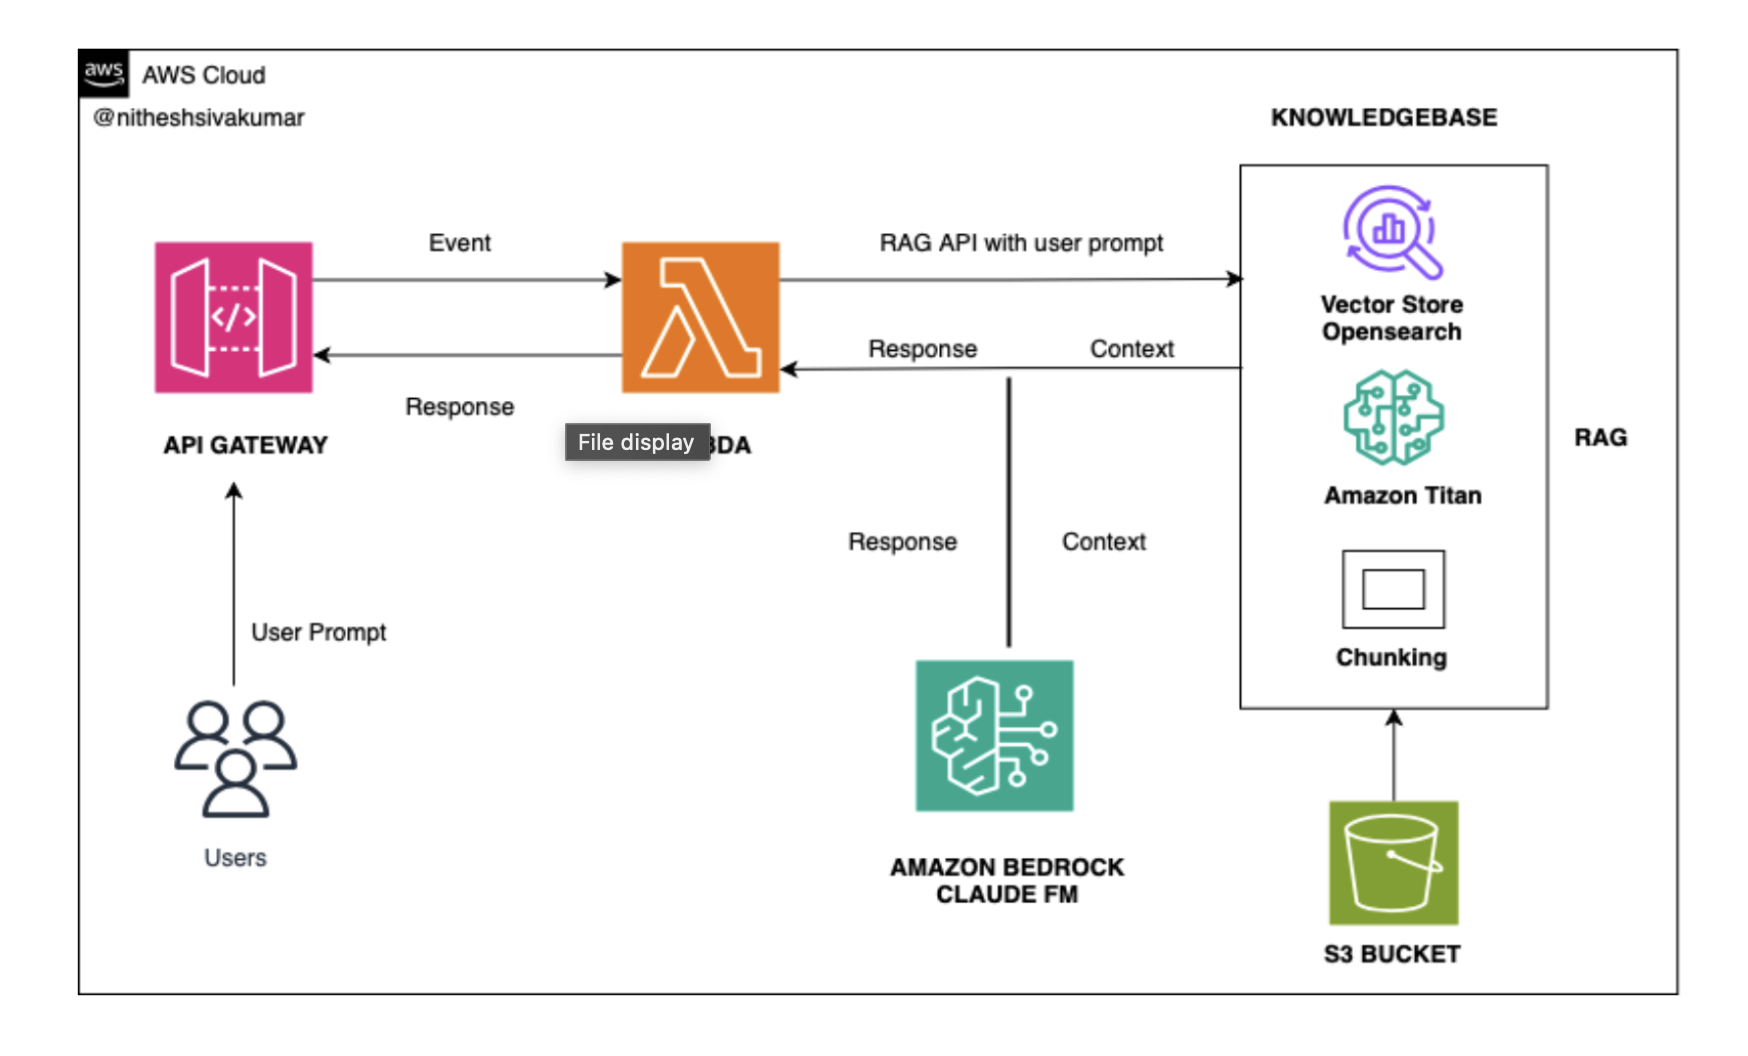 aws
AWS Cloud
@nitheshsivakumar
KNOWLEDGEBASE
Event
RAG API with user prompt
Vector Store
Opensearch
Response
Context
Response
API GATEWAY
File display
BDA
RAG
Amazon Titan
Response
Context
User Prompt
Chunking
</>
Users
AMAZON BEDROCK
CLAUDE FM
S3 BUCKET